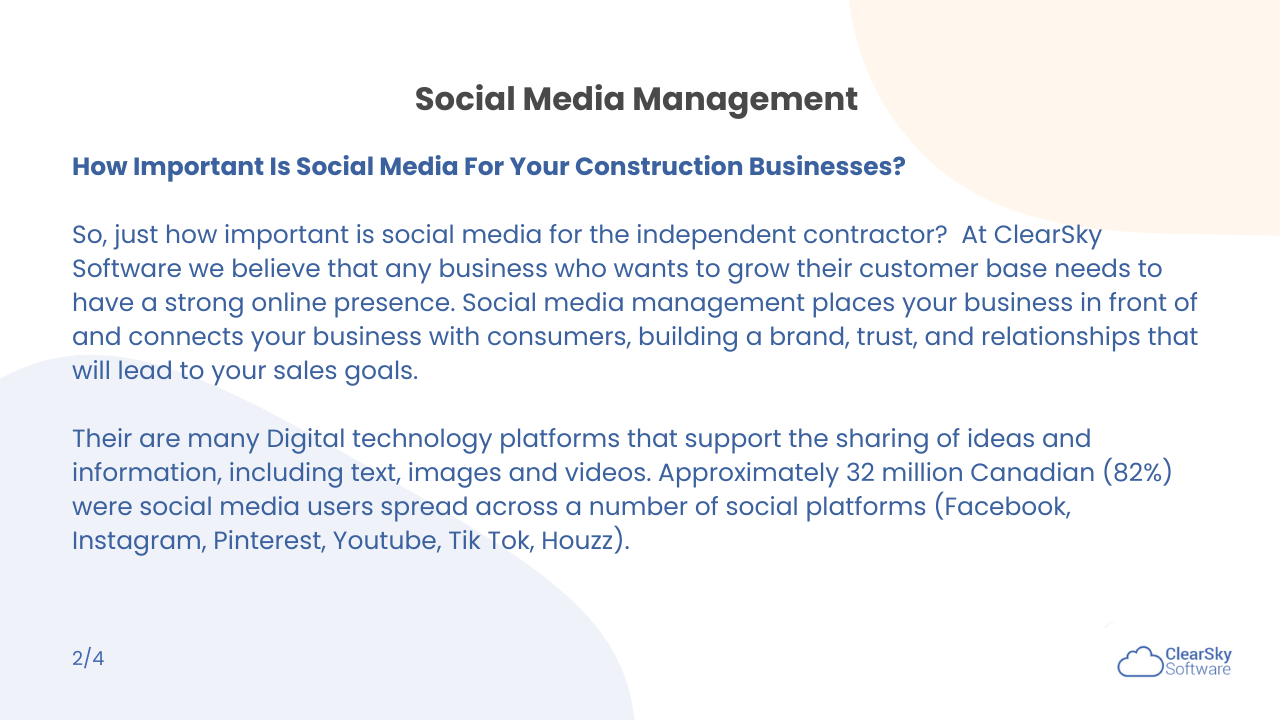 Social Media Management
How Important Is Social Media For Your Construction Businesses?
So, just how important is social media for the independent contractor?  At ClearSky
Software we believe that any business who wants to grow their customer base needs to
have a strong online presence. Social media management places your business in front of
and connects your business with consumers, building a brand, trust, and relationships that
will lead to your sales goals.
Their are many Digital technology platforms that support the sharing of ideas and
information, including text, images and videos. Approximately 32 million Canadian (82%)
were social media users spread across a number of social platforms (Facebook,
Instagram, Pinterest, Youtube, Tik Tok, Houzz).
2/4
ClearSky
Software